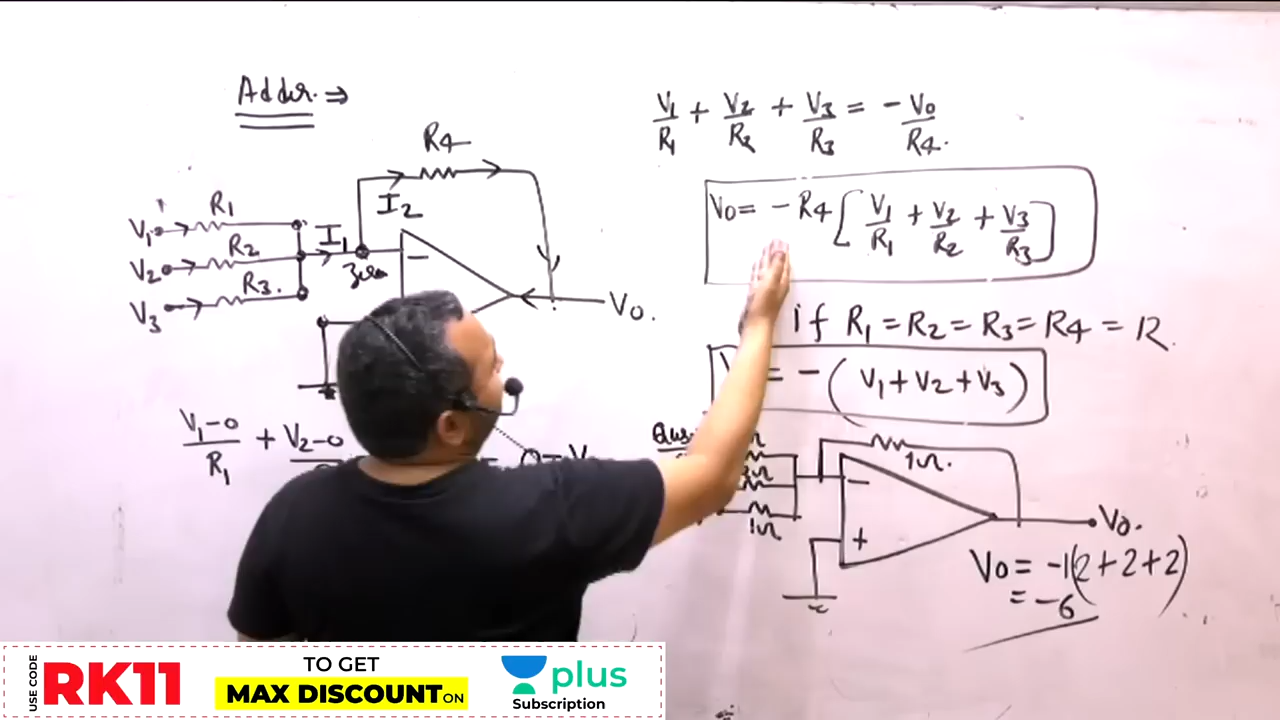 Adder. ⇒
R4
I2
V1
R1
I1
V2
R2
zero
−
V3
R3.
V0.
V1-0/R1 + V2-0
V1/R1 + V2/R2 + V3/R3 = -V0/R4.
V0 = -R4 [V1/R1 + V2/R2 + V3/R3]
if R1 = R2 = R3 = R4 = R.
= -(V1+V2+V3)
Ques
1Ω.
−
1Ω
+
V0.
V0 = -1(2+2+2)
= -6
USE CODE
RK11
TO GET
MAX DISCOUNT ON
plus
Subscription